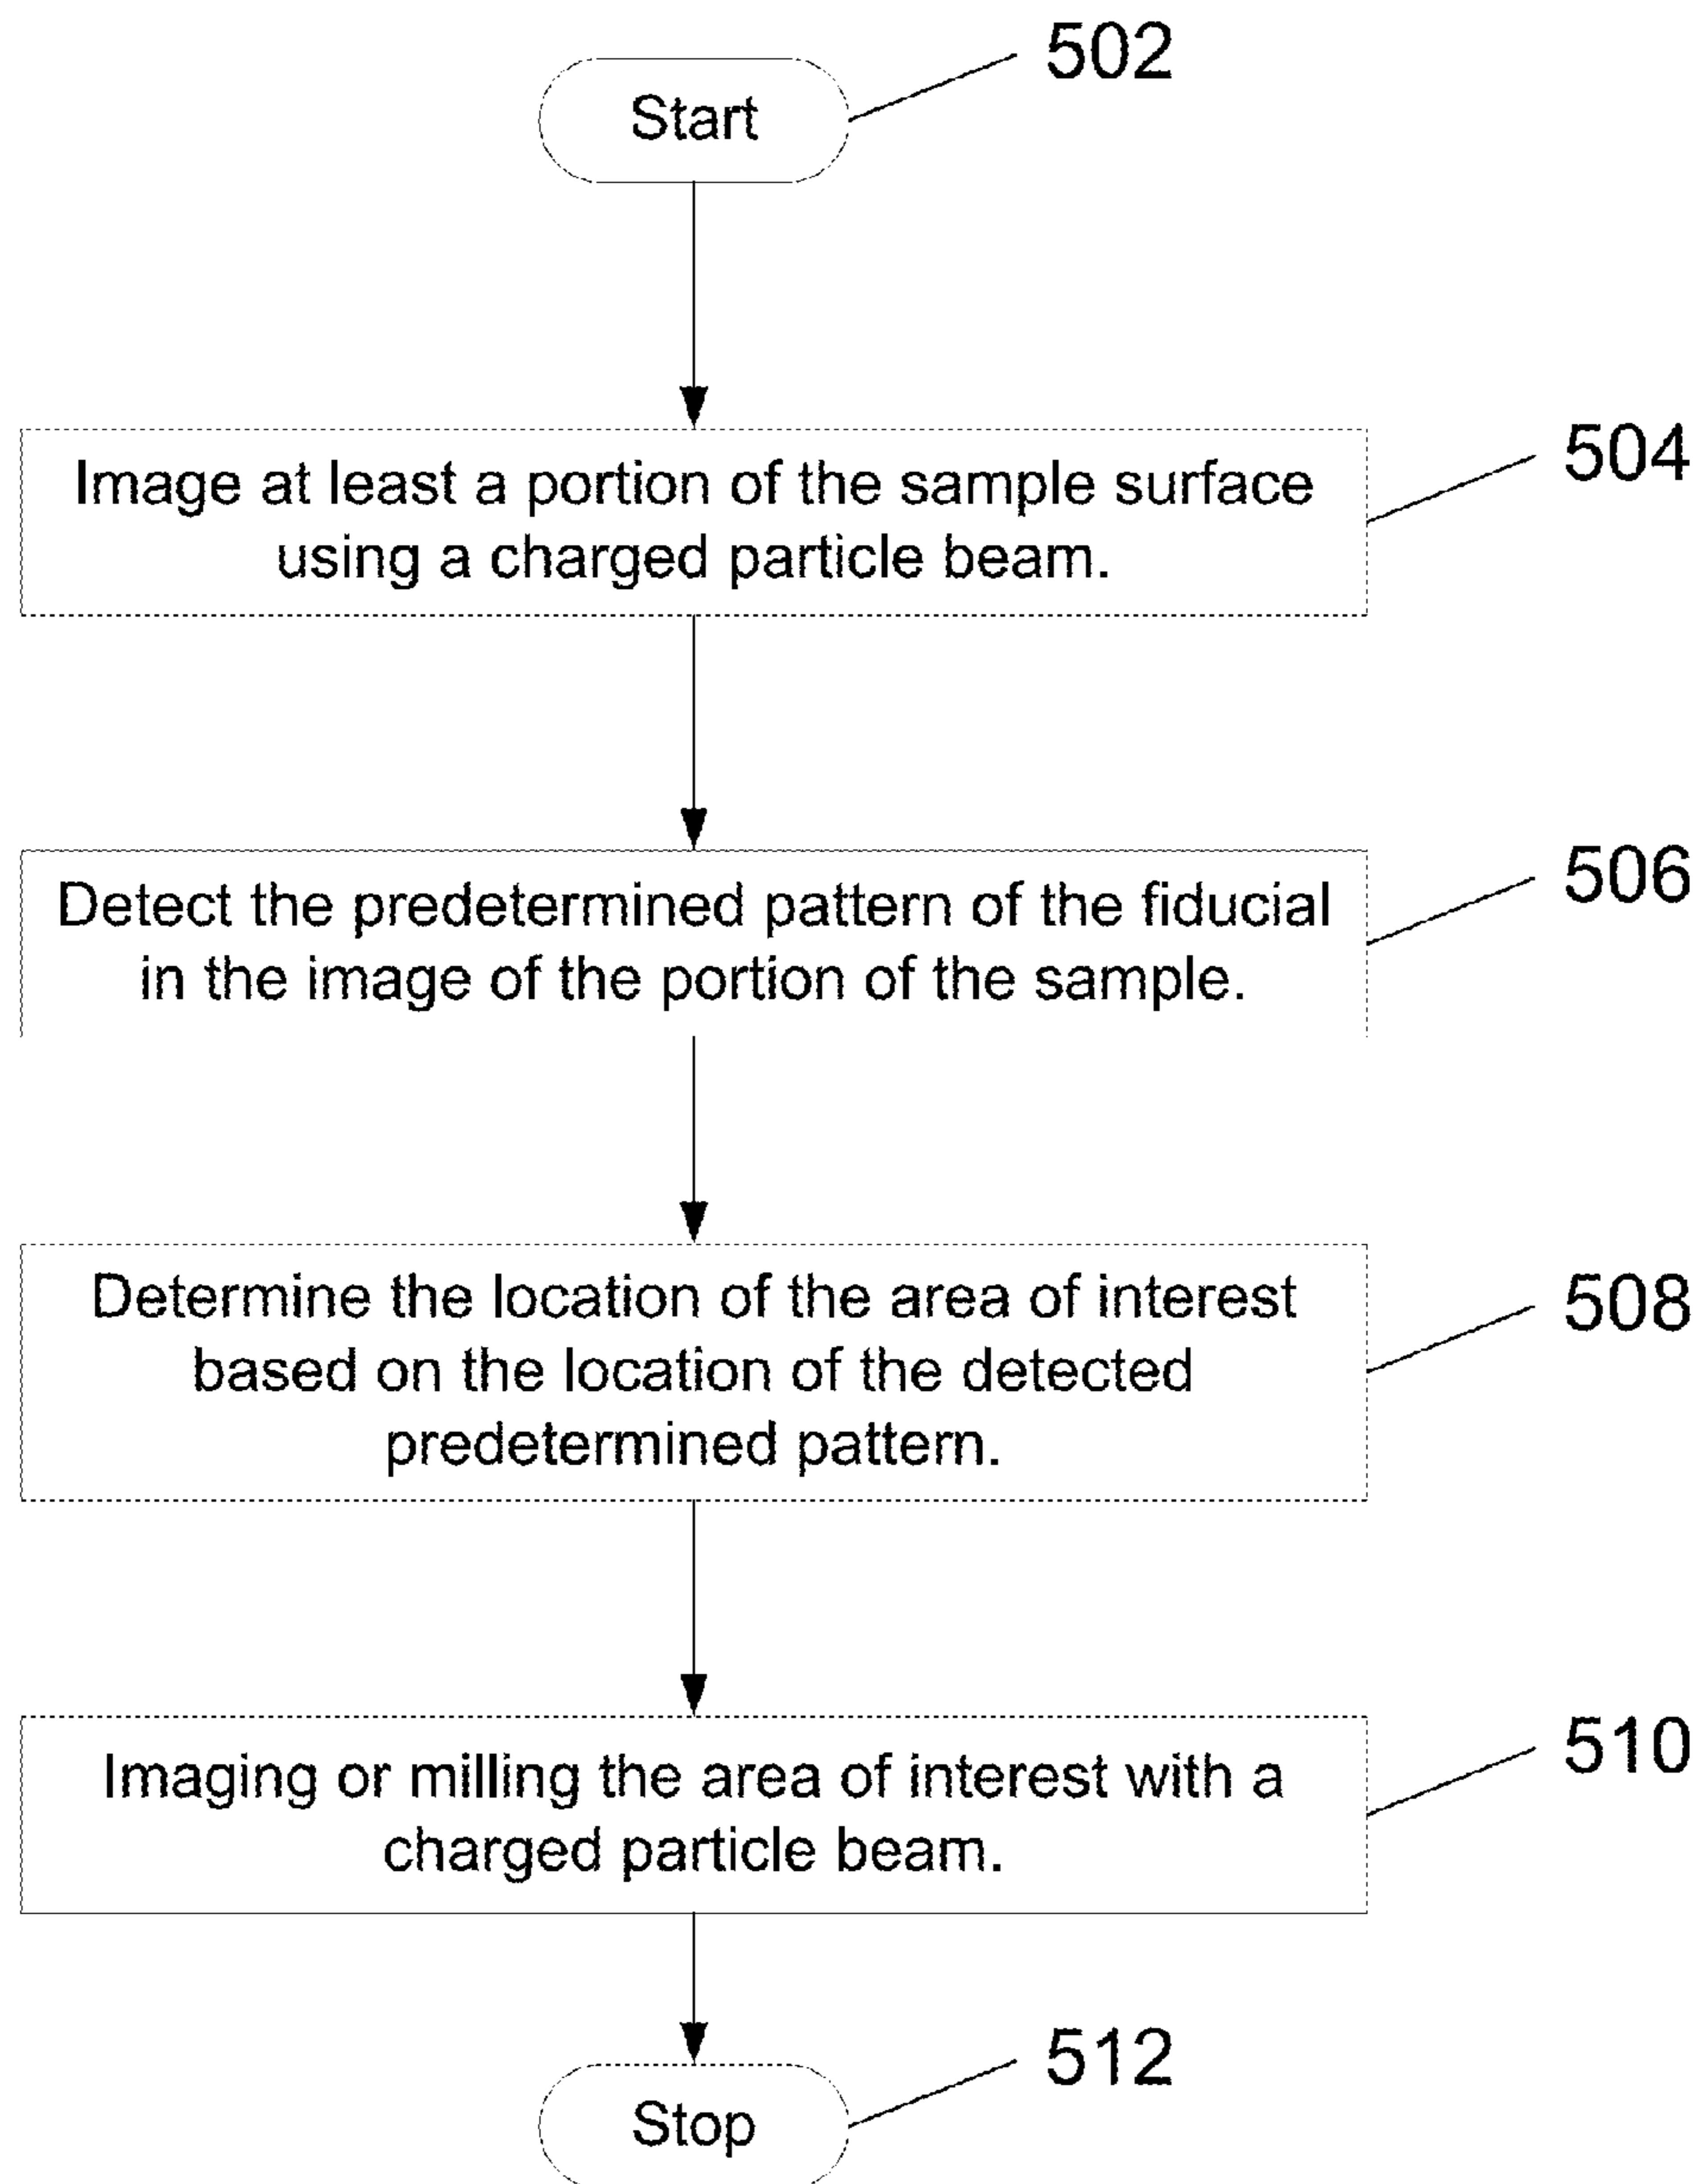 Start
502
Image at least a portion of the sample surface
using a charged particle beam.
504
Detect the predetermined pattern of the fiducial
in the image of the portion of the sample.
506
Determine the location of the area of interest
based on the location of the detected
predetermined pattern.
508
Imaging or milling the area of interest with a
charged particle beam.
510
Stop
512